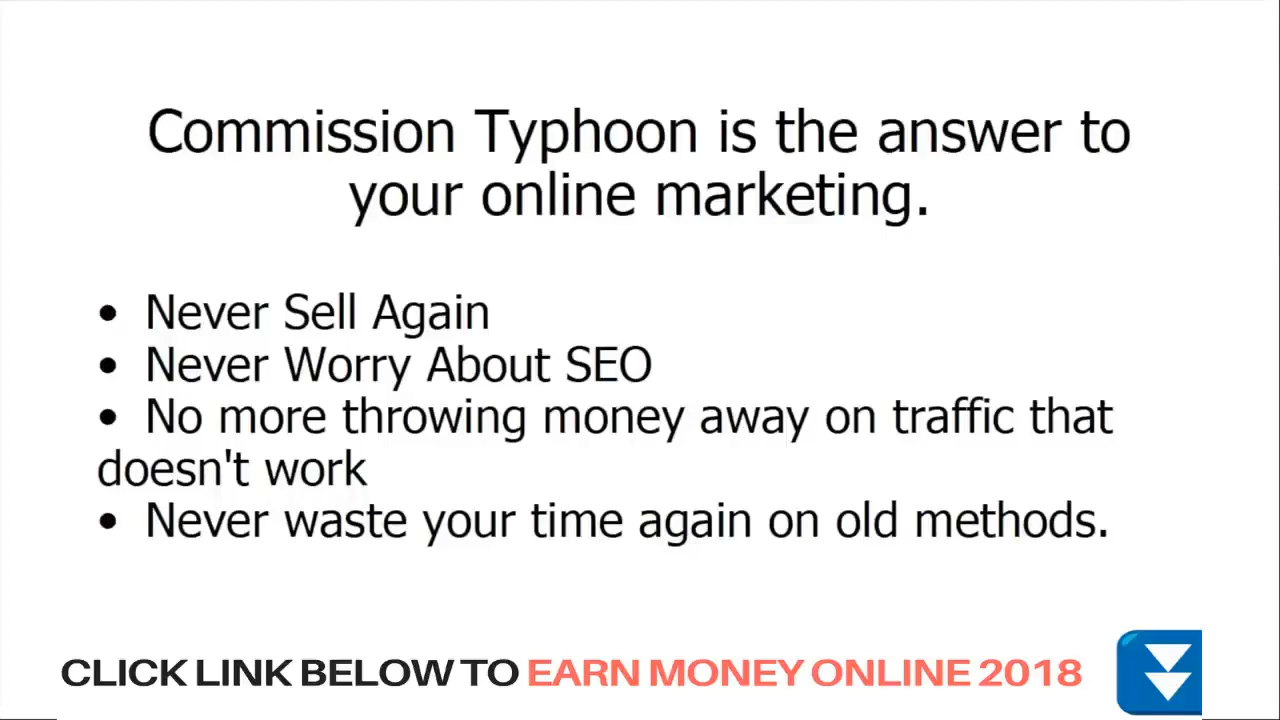 Commission Typhoon is the answer to
your online marketing.
• Never Sell Again
• Never Worry About SEO
• No more throwing money away on traffic that
doesn't work
• Never waste your time again on old methods.
CLICK LINK BELOW TO EARN MONEY ONLINE 2018